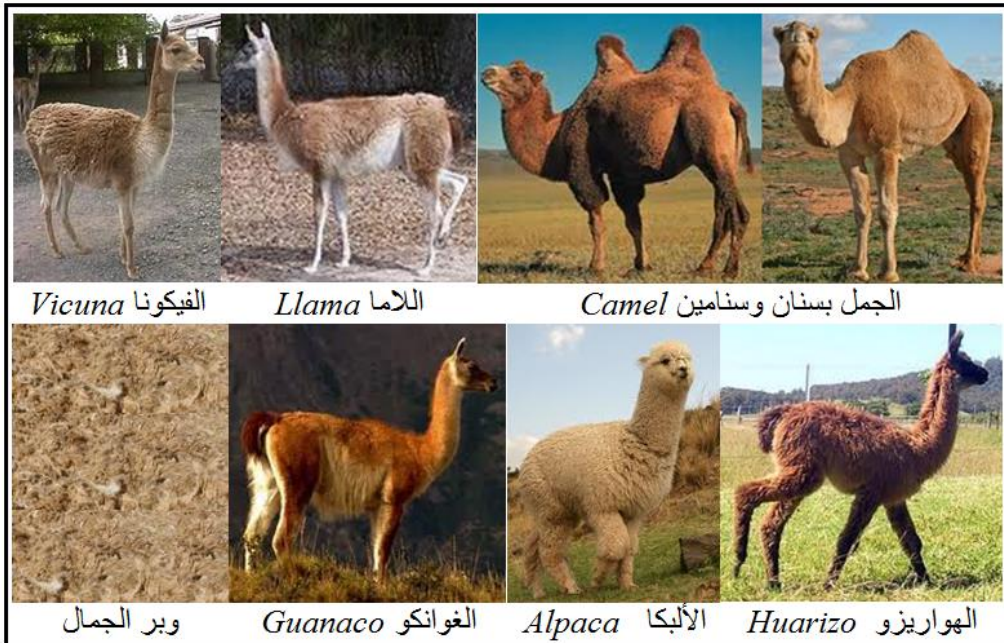 الفيكونا Vicuna
اللاما Llama
الجمل بسنان وسنامين Camel
وبر الجمال
الغوانكو Guanaco
الألبكا Alpaca
الهواريزو Huarizo